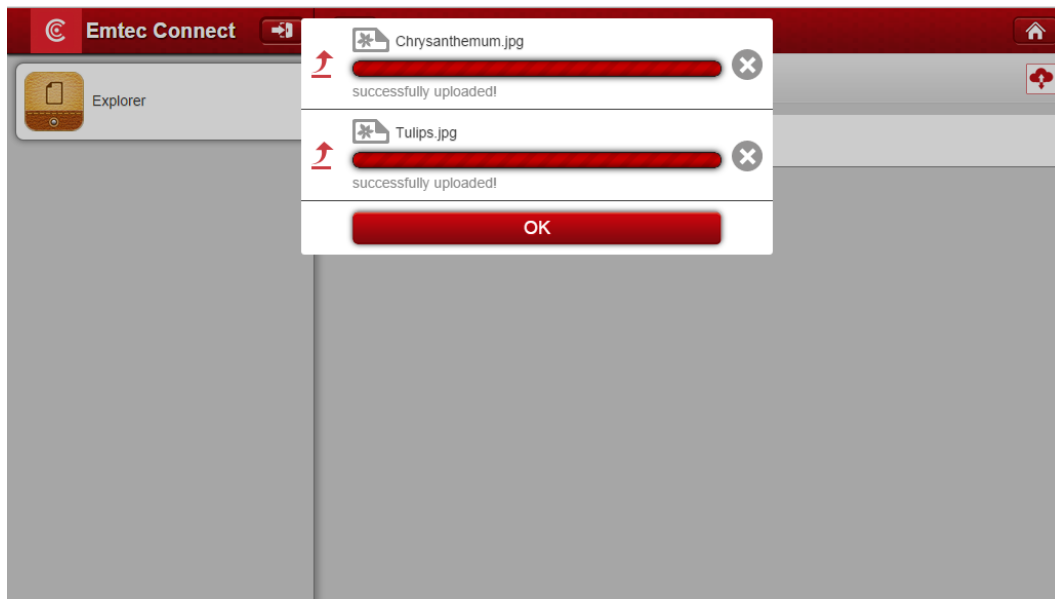 Emtec Connect
Explorer
Chrysanthemum.jpg
successfully uploaded!
Tulips.jpg
successfully uploaded!
OK